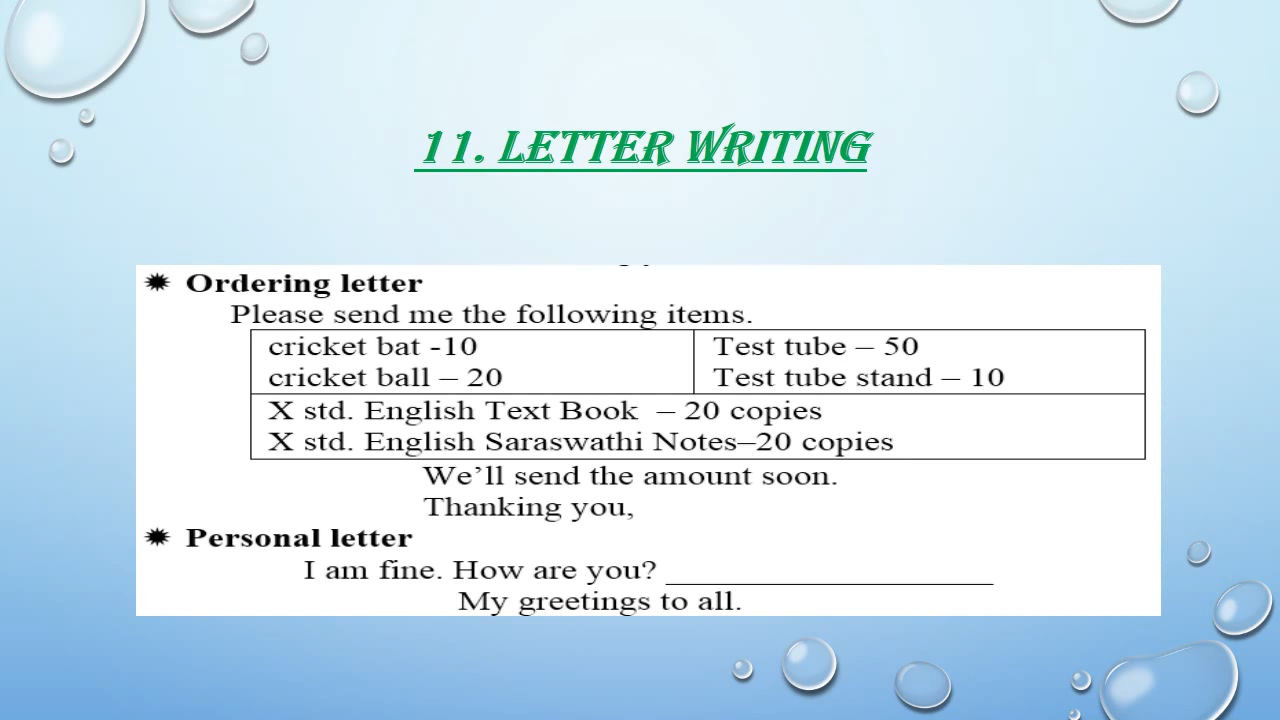 11. LETTER WRITING
✷ Ordering letter
Please send me the following items.
cricket bat -10
cricket ball – 20
Test tube – 50
Test tube stand – 10
X std. English Text Book – 20 copies
X std. English Saraswathi Notes–20 copies
We’ll send the amount soon.
Thanking you,
✷ Personal letter
I am fine. How are you? ______________________
My greetings to all.